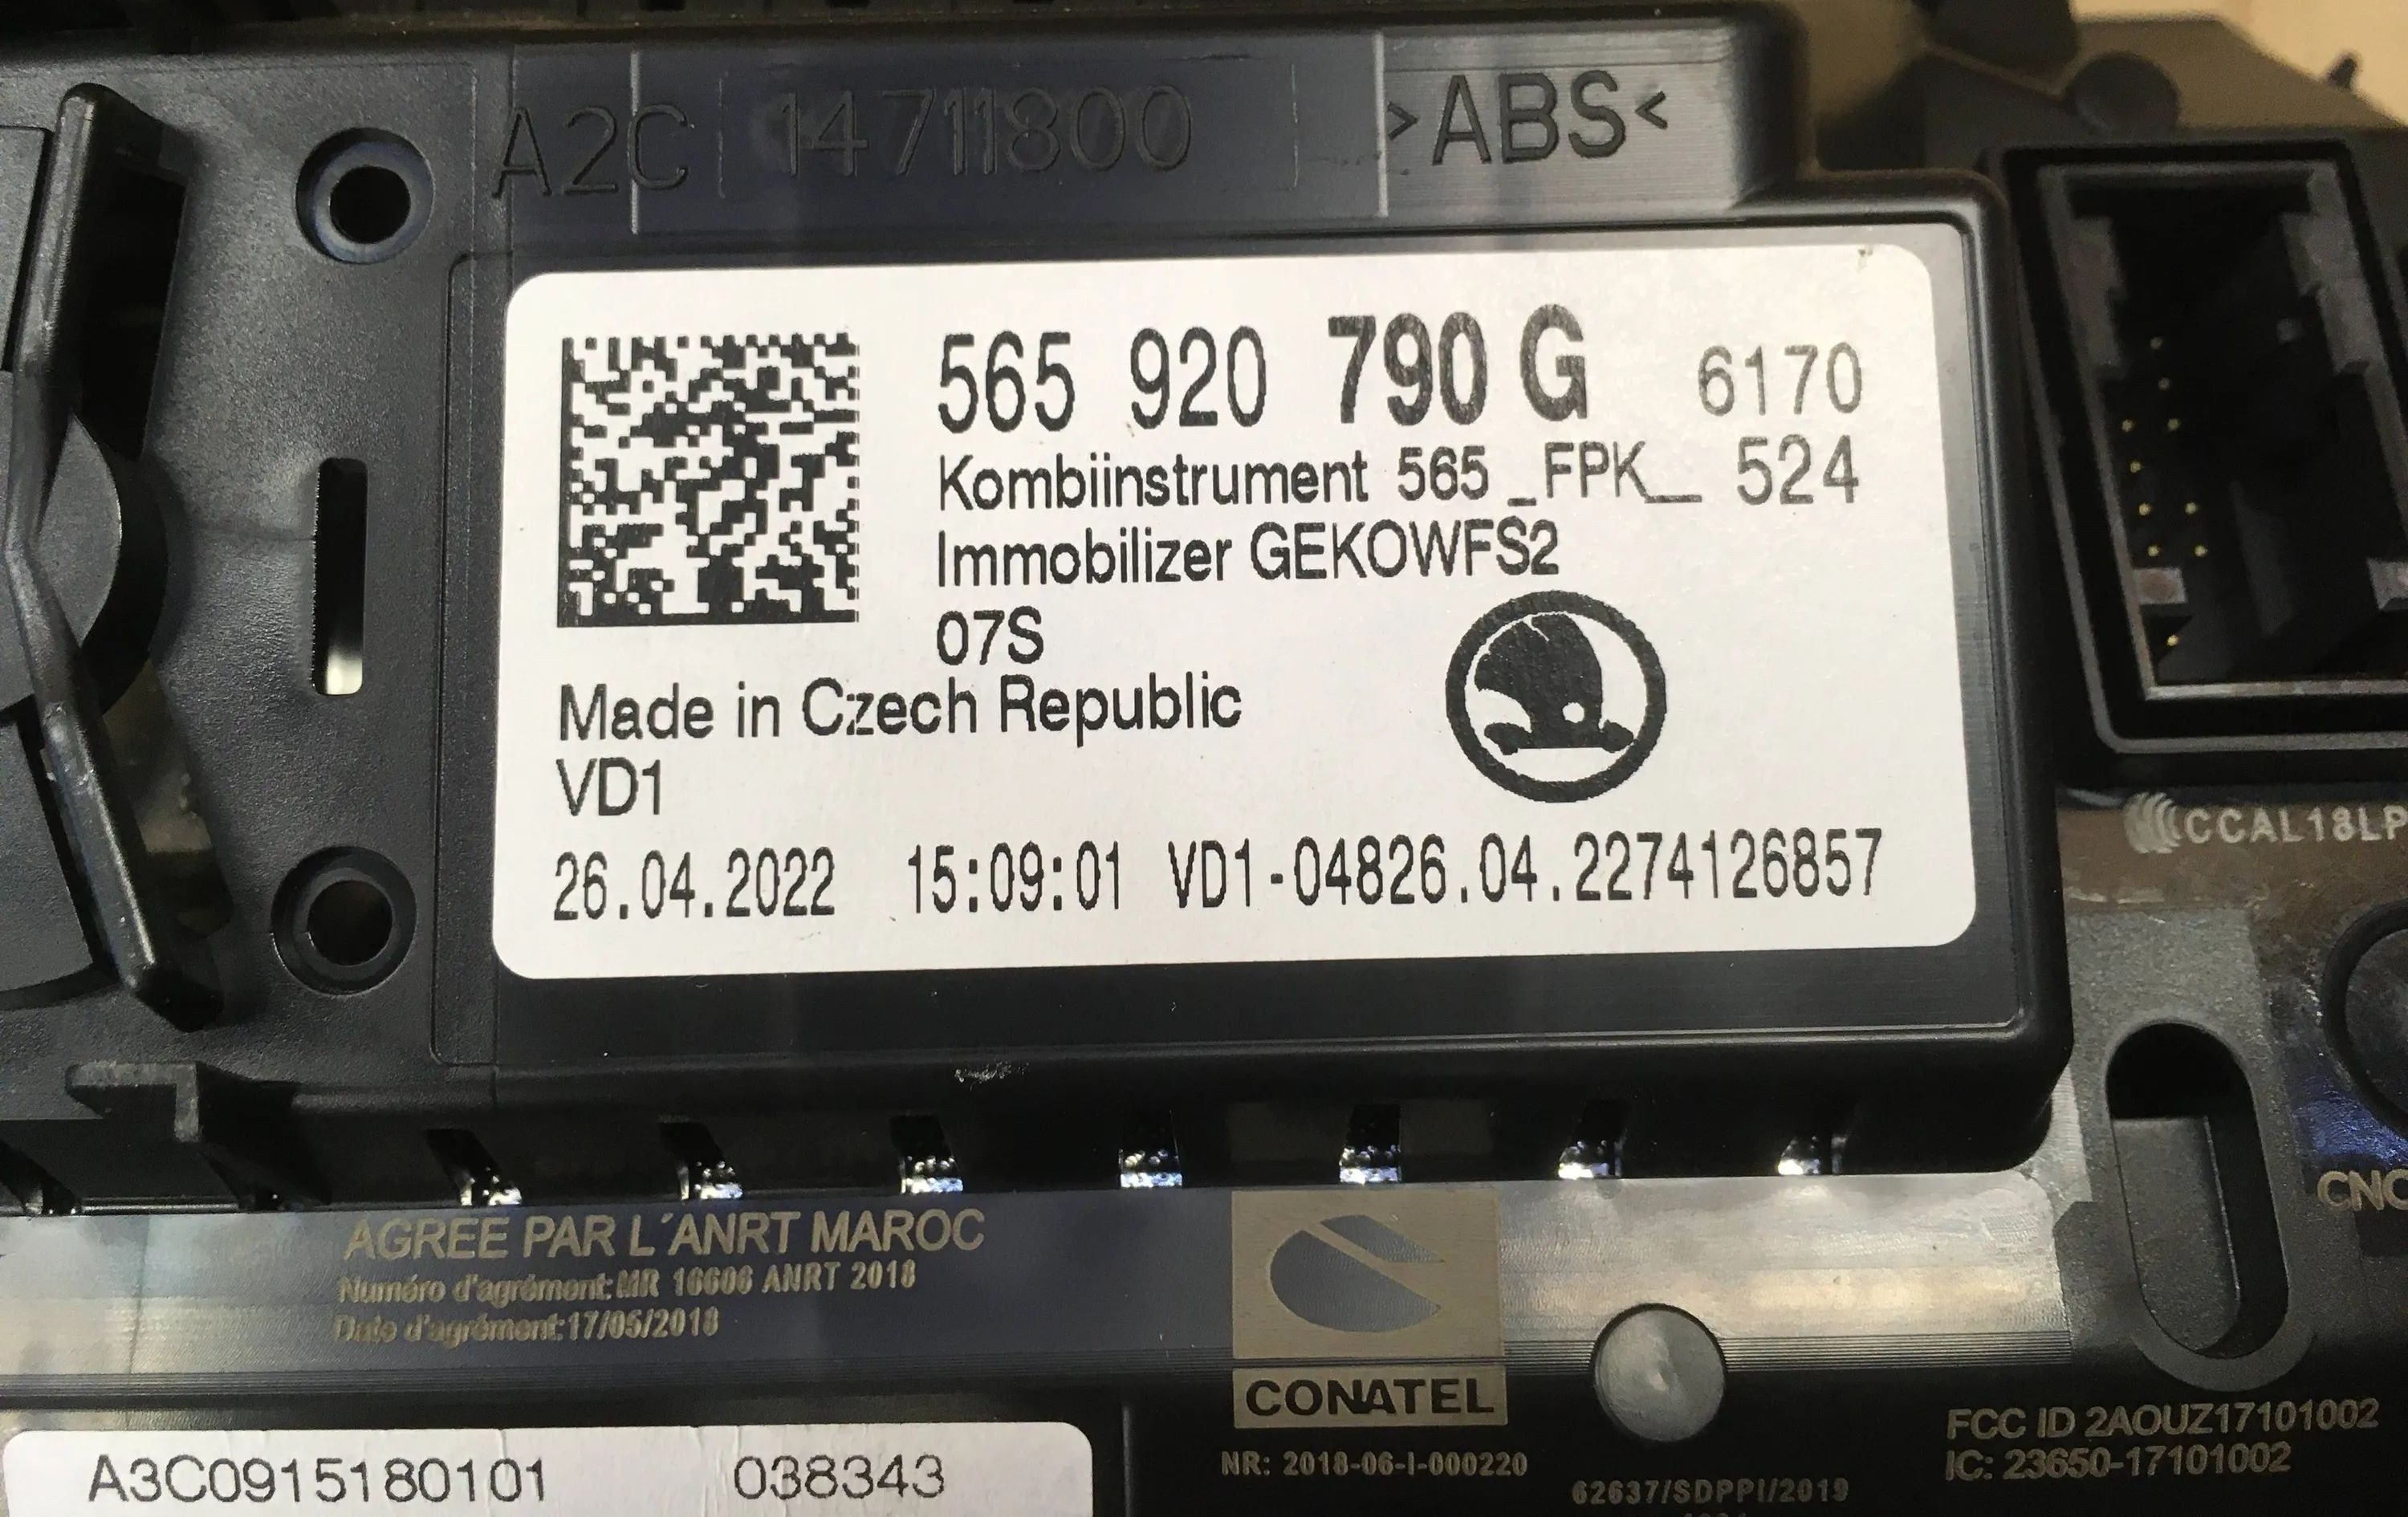 A2C 14711800 >ABS<
565 920 790 G 6170
Kombiinstrument 565_FPK_ 524
Immobilizer GEKOWFS2
07S
Made in Czech Republic
VD1
26.04.2022 15:09:01 VD1-04826.04.2274126857
CCAL18LP
CNC
AGREE PAR L´ANRT MAROC
Numéro d'agrément:MR 16606 ANRT 2018
Date d'agrément:17/05/2018
CONATEL
NR: 2018-06-I-000220
FCC ID 2AOUZ17101002
IC: 23650-17101002
62637/SDPPI/2019
A3C0915180101 038343